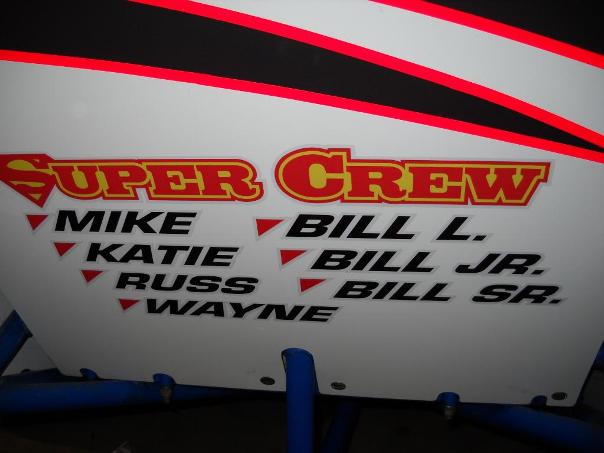 SUPER CREW
MIKE
KATIE
RUSS
WAYNE
BILL L.
BILL JR.
BILL SR.